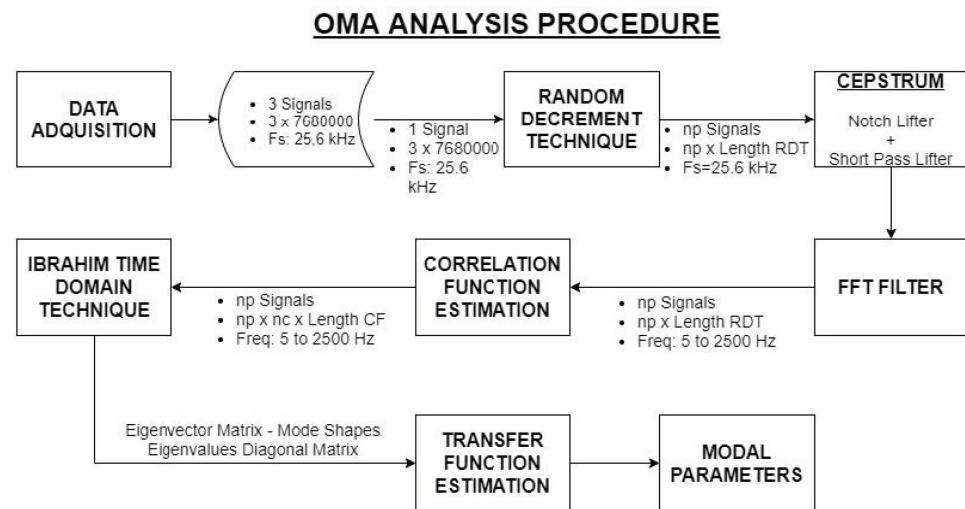 OMA ANALYSIS PROCEDURE
DATA
ADQUISITION
• 3 Signals
• 3 x 7680000
• Fs: 25.6 kHz
• 1 Signal
• 3 x 7680000
• Fs: 25.6
kHz
RANDOM
DECREMENT
TECHNIQUE
• np Signals
• np x Length RDT
• Fs=25.6 kHz
CEPSTRUM
Notch Lifter
+
Short Pass Lifter
FFT FILTER
• np Signals
• np x Length RDT
• Freq: 5 to 2500 Hz
CORRELATION
FUNCTION
ESTIMATION
• np Signals
• np x nc x Length CF
• Freq: 5 to 2500 Hz
IBRAHIM TIME
DOMAIN
TECHNIQUE
Eigenvector Matrix - Mode Shapes
Eigenvalues Diagonal Matrix
TRANSFER
FUNCTION
ESTIMATION
MODAL
PARAMETERS